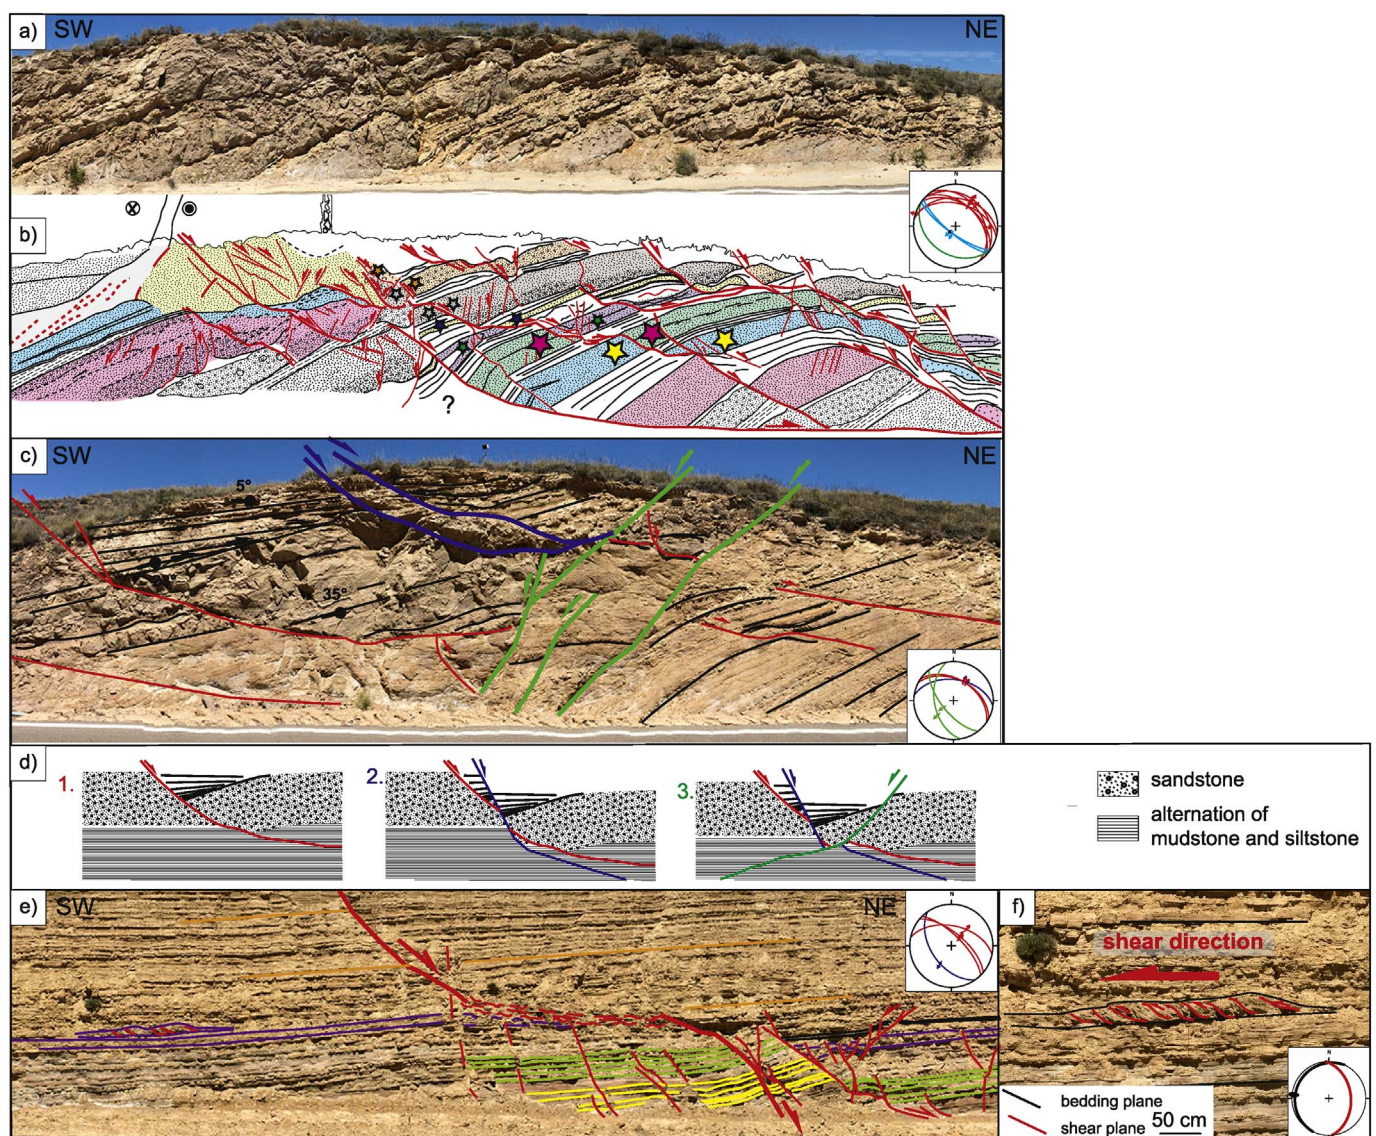 a)
SW
NE
N
b)
?
c)
SW
NE
5°
35°
N
d)
1.
2.
3.
sandstone
alternation of
mudstone and siltstone
e)
SW
NE
N
f)
shear direction
N
bedding plane
shear plane
50 cm